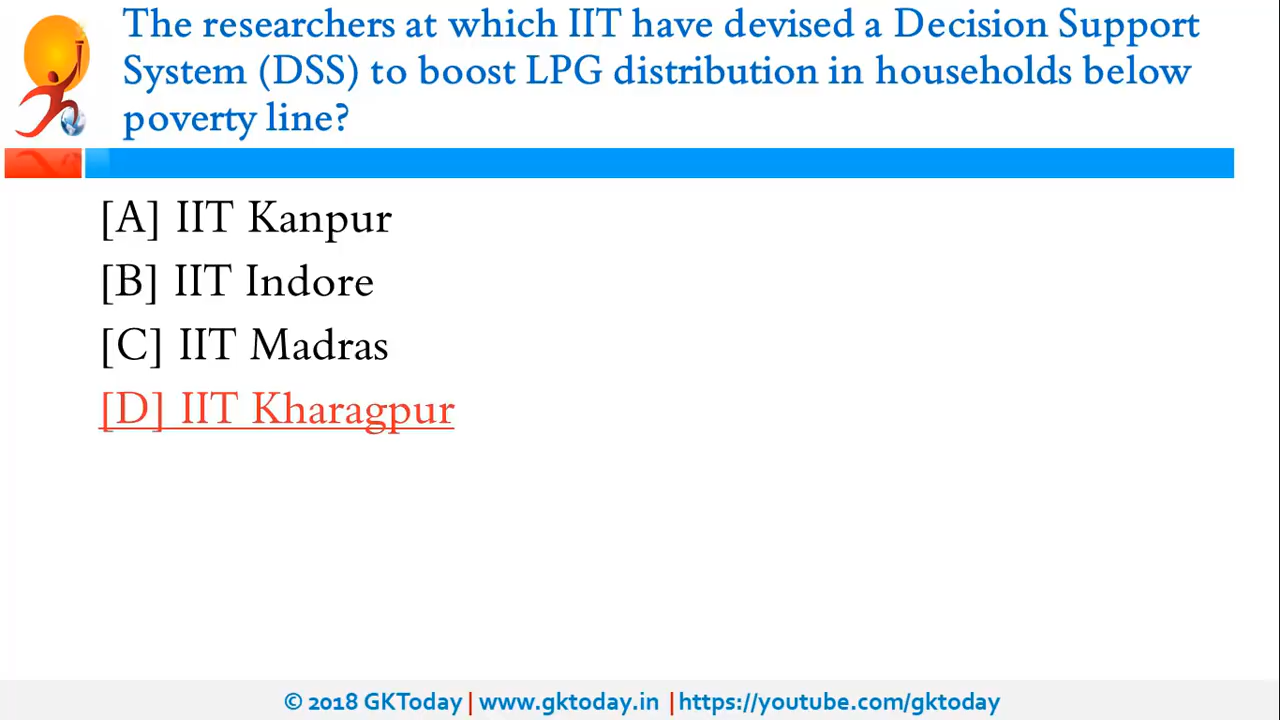 The researchers at which IIT have devised a Decision Support
System (DSS) to boost LPG distribution in households below
poverty line?
[A] IIT Kanpur
[B] IIT Indore
[C] IIT Madras
[D] IIT Kharagpur
© 2018 GKToday | www.gktoday.in | https://youtube.com/gktoday